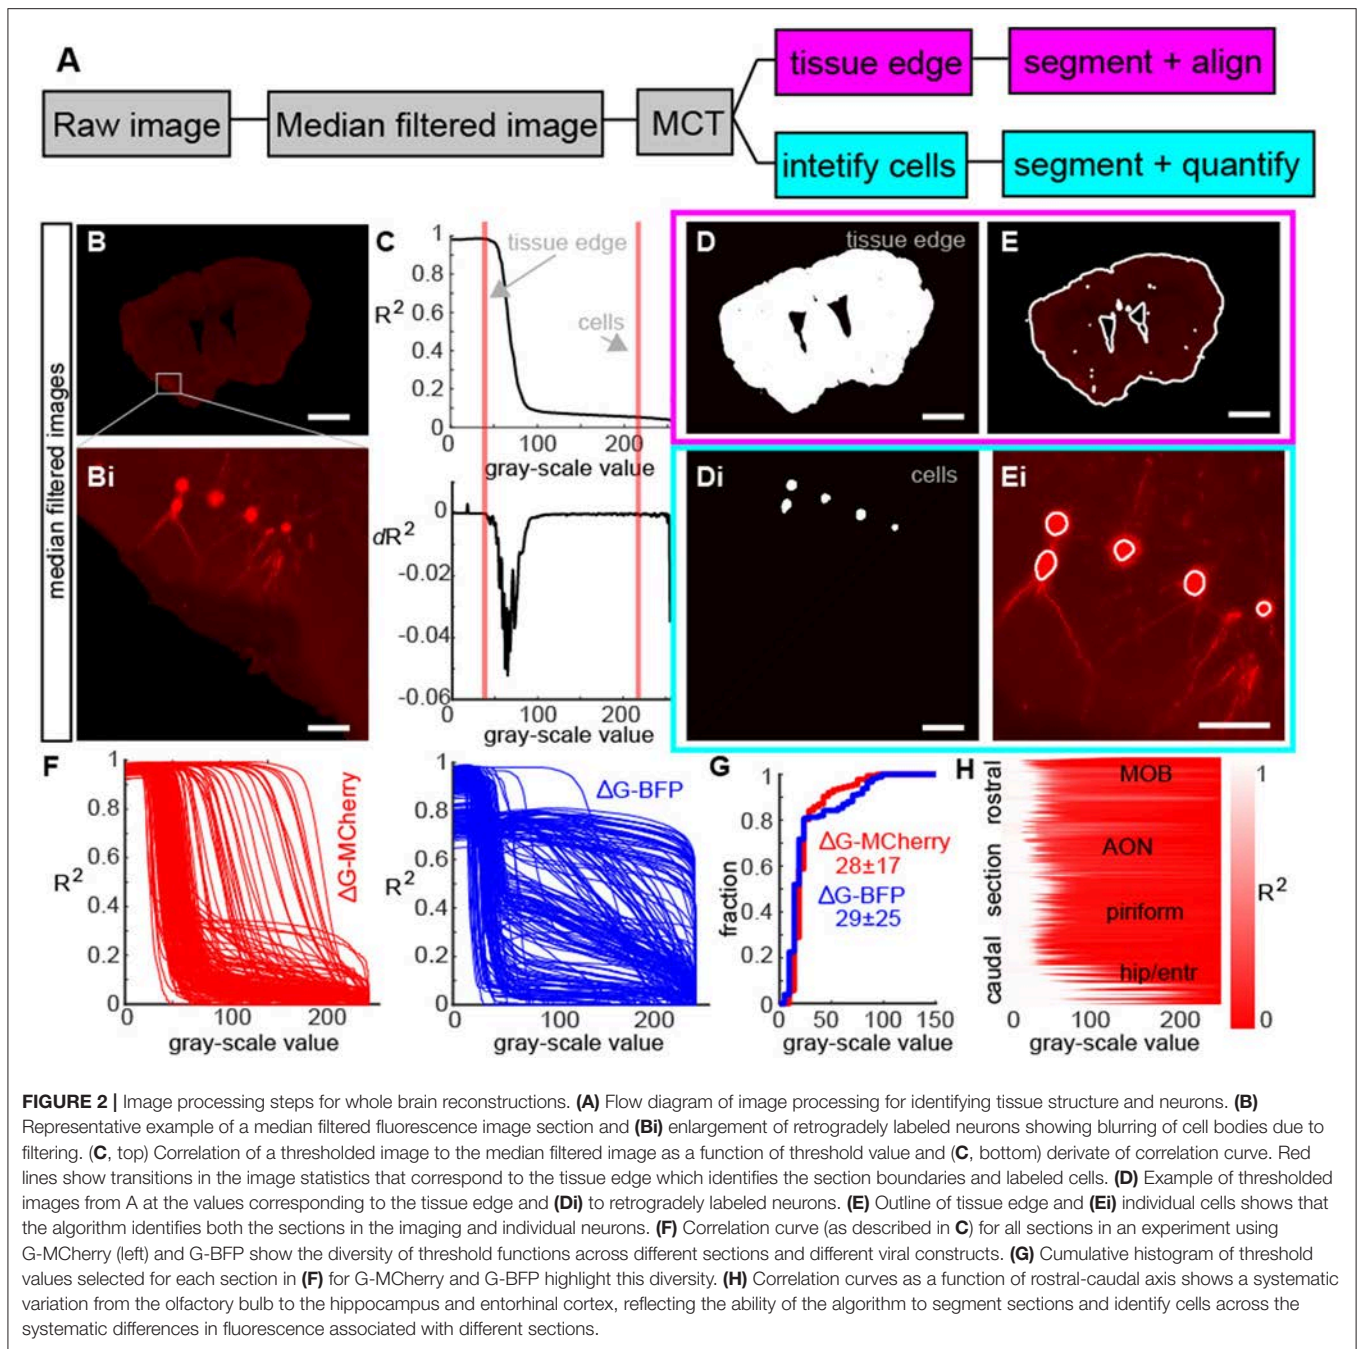 A
Raw image
Median filtered image
MCT
tissue edge
segment + align
intetify cells
segment + quantify
median filtered images
B
Bi
C
1
0.8
R2
0.6
0.4
0.2
0
tissue edge
cells
0 100 200
gray-scale value
0
dR2
-0.02
-0.04
-0.06
0 100 200
gray-scale value
D
tissue edge
E
Di
cells
Ei
F
1
0.8
0.6
R2
0.4
0.2
0
ΔG-MCherry
0 100 200
gray-scale value
1
0.8
0.6
R2
0.4
0.2
0
ΔG-BFP
0 100 200
gray-scale value
G
1
0.8
0.6
fraction
0.4
0.2
0
ΔG-MCherry
28±17
ΔG-BFP
29±25
0 50 100 150
gray-scale value
H
caudal section rostral
MOB
AON
piriform
hip/entr
0 100 200
gray-scale value
1
R2
0
FIGURE 2 | Image processing steps for whole brain reconstructions. (A) Flow diagram of image processing for identifying tissue structure and neurons. (B)
Representative example of a median filtered fluorescence image section and (Bi) enlargement of retrogradely labeled neurons showing blurring of cell bodies due to
filtering. (C, top) Correlation of a thresholded image to the median filtered image as a function of threshold value and (C, bottom) derivate of correlation curve. Red
lines show transitions in the image statistics that correspond to the tissue edge which identifies the section boundaries and labeled cells. (D) Example of thresholded
images from A at the values corresponding to the tissue edge and (Di) to retrogradely labeled neurons. (E) Outline of tissue edge and (Ei) individual cells shows that
the algorithm identifies both the sections in the imaging and individual neurons. (F) Correlation curve (as described in C) for all sections in an experiment using
G-MCherry (left) and G-BFP show the diversity of threshold functions across different sections and different viral constructs. (G) Cumulative histogram of threshold
values selected for each section in (F) for G-MCherry and G-BFP highlight this diversity. (H) Correlation curves as a function of rostral-caudal axis shows a systematic
variation from the olfactory bulb to the hippocampus and entorhinal cortex, reflecting the ability of the algorithm to segment sections and identify cells across the
systematic differences in fluorescence associated with different sections.